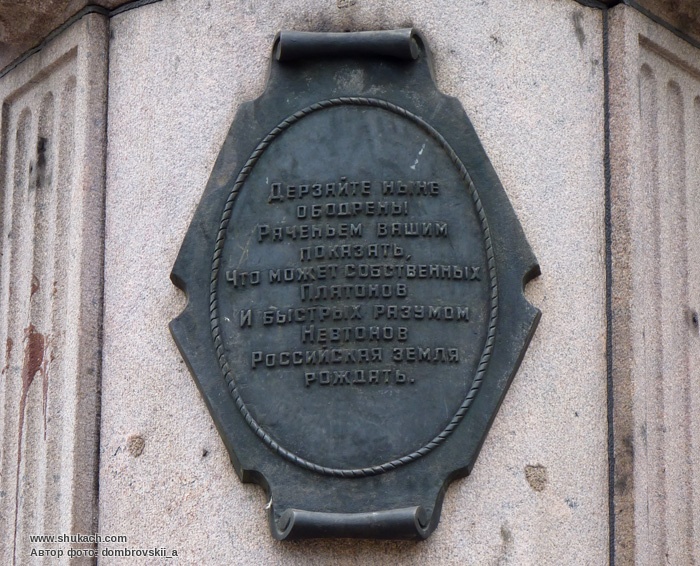 Дерзайте ныне
ободрены
Раченьем вашим
показать,
Что может собственных
Платонов
И быстрых разумом
Невтонов
Российская земля
рождать.
www.shukach.com
Автор фото- dombrovskii_a